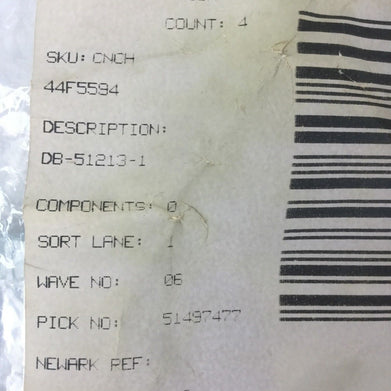 COUNT: 4
SKU: CNCH
44F5594
DESCRIPTION:
DB-51213-1
COMPONENTS: 0
SORT LANE: 1
WAVE NO: 06
PICK NO: 51497477
NEWARK REF: